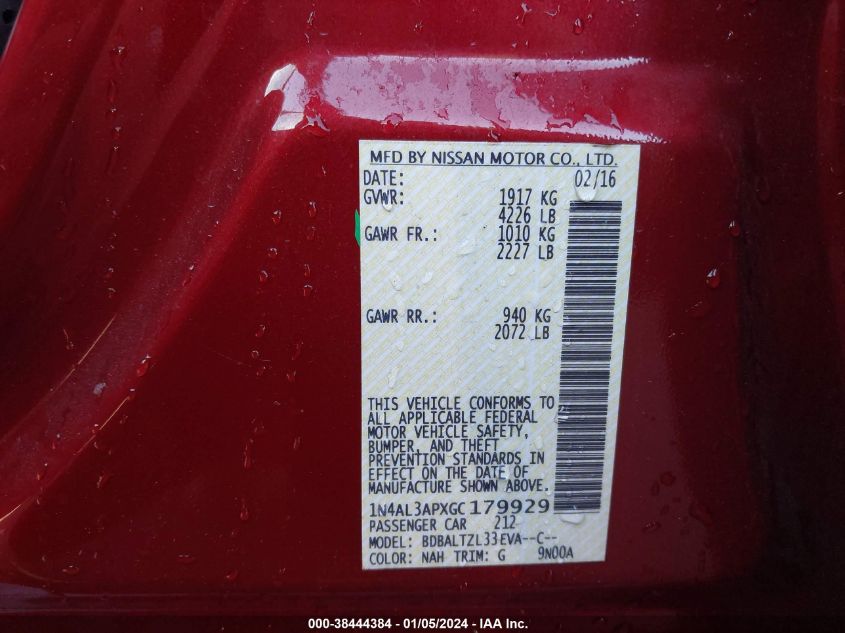 MFD BY NISSAN MOTOR CO., LTD.
DATE: 02/16
GVWR: 1917 KG
4226 LB
GAWR FR.: 1010 KG
2227 LB
GAWR RR.: 940 KG
2072 LB
THIS VEHICLE CONFORMS TO
ALL APPLICABLE FEDERAL
MOTOR VEHICLE SAFETY,
BUMPER, AND THEFT
PREVENTION STANDARDS IN
EFFECT ON THE DATE OF
MANUFACTURE SHOWN ABOVE.
1N4AL3APXGC179929
PASSENGER CAR 212
MODEL: BDBALTZL33EVA--C--
COLOR: NAH TRIM: G 9N00A
000-38444384 - 01/05/2024 - IAA Inc.